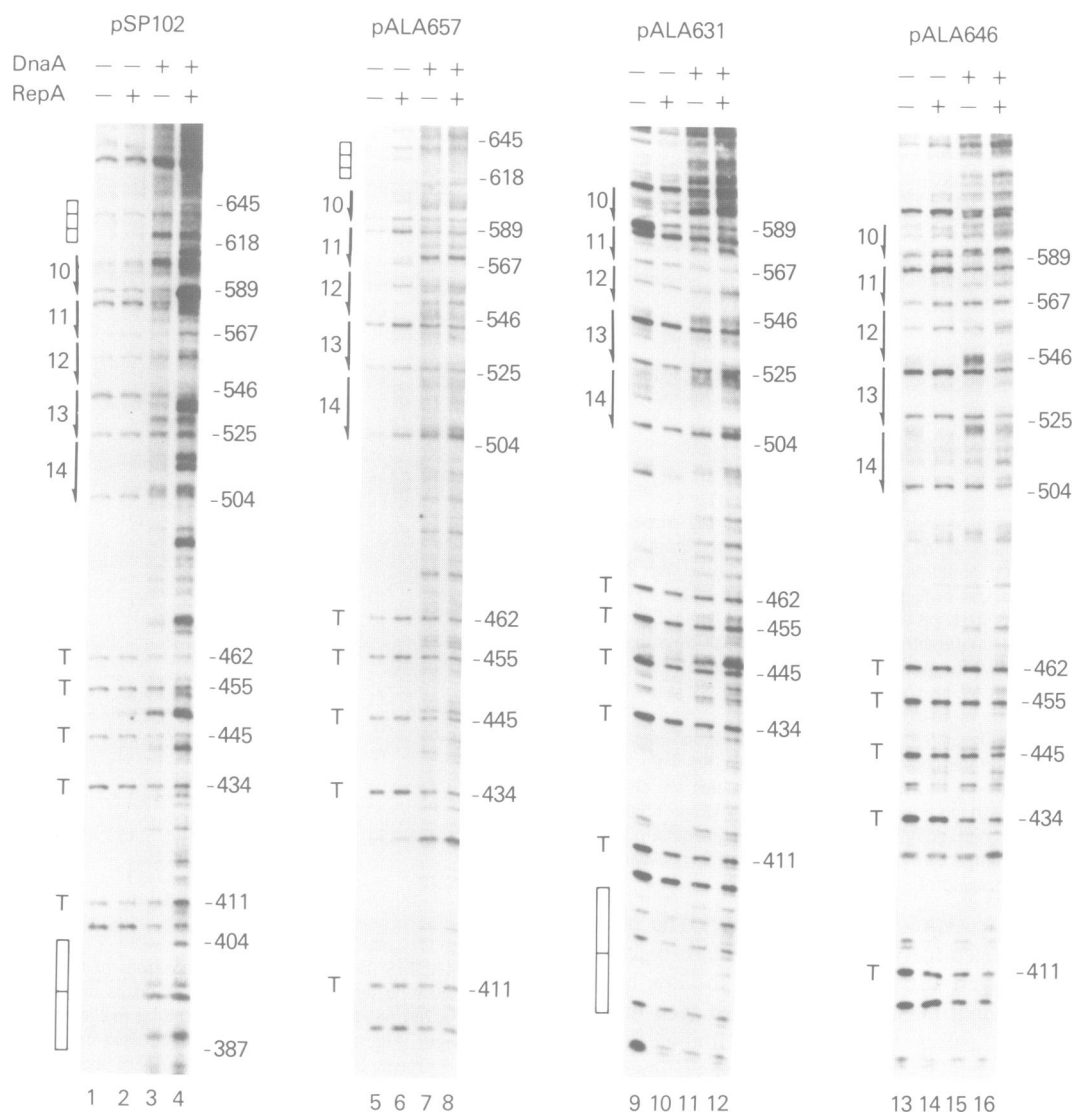 pSP102
pALA657
pALA631
pALA646
DnaA − − + +
RepA − + − +
− − + +
− + − +
− − + +
− + − +
− − + +
− + − +
10
11
12
13
14
T
T
T
T
T
-645
-618
-589
-567
-546
-525
-504
-462
-455
-445
-434
-411
-404
-387
10
11
12
13
14
T
T
T
T
T
-645
-618
-589
-567
-546
-525
-504
-462
-455
-445
-434
-411
10
11
12
13
14
T
T
T
T
T
-589
-567
-546
-525
-504
-462
-455
-445
-434
-411
10
11
12
13
14
T
T
T
T
T
-589
-567
-546
-525
-504
-462
-455
-445
-434
-411
1 2 3 4
5 6 7 8
9 10 11 12
13 14 15 16